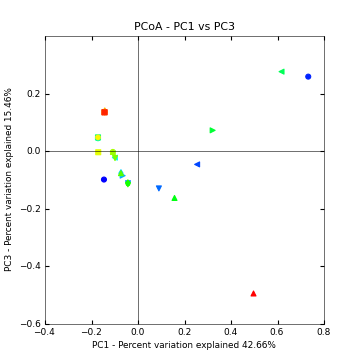 PCoA - PC1 vs PC3
PC3 - Percent variation explained 15.46%
0.2
0.0
−0.2
−0.4
−0.6
−0.4 −0.2 0.0 0.2 0.4 0.6 0.8
PC1 - Percent variation explained 42.66%